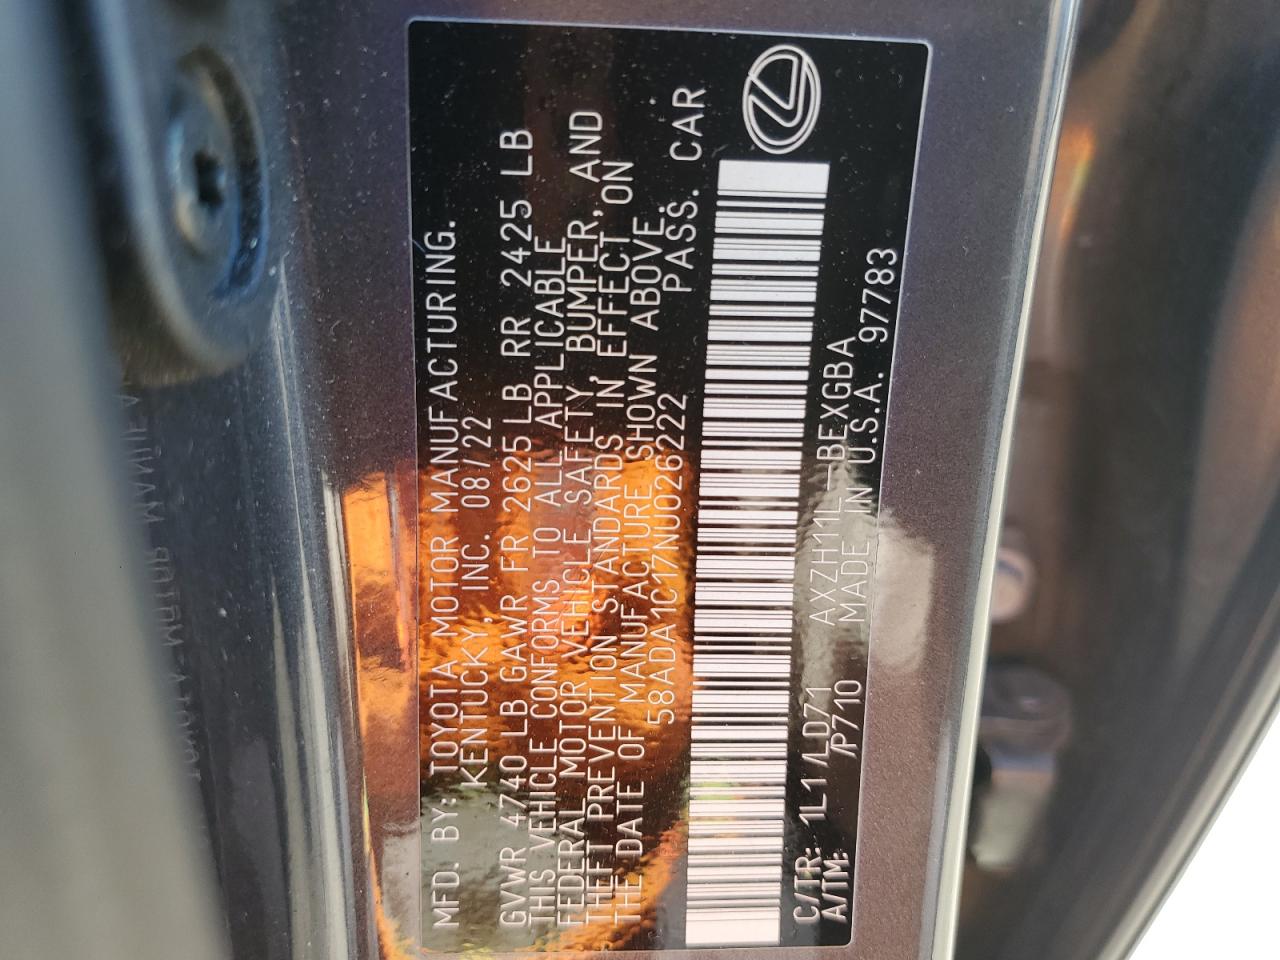 MFD. BY: TOYOTA MOTOR MANUFACTURING.
KENTUCKY, INC. 08/22
GVWR 4740 LB GAWR FR 2625 LB RR 2425 LB
THIS VEHICLE CONFORMS TO ALL APPLICABLE
FEDERAL MOTOR VEHICLE SAFETY, BUMPER, AND
THEFT PREVENTION STANDARDS IN EFFECT ON
THE DATE OF MANUFACTURE SHOWN ABOVE.
58ADA1C17NU026222 PASS. CAR
C/TR: 1L1/LD71 AXZH11L-BEXGBA
A/TM: /P710 MADE IN U.S.A. 97783